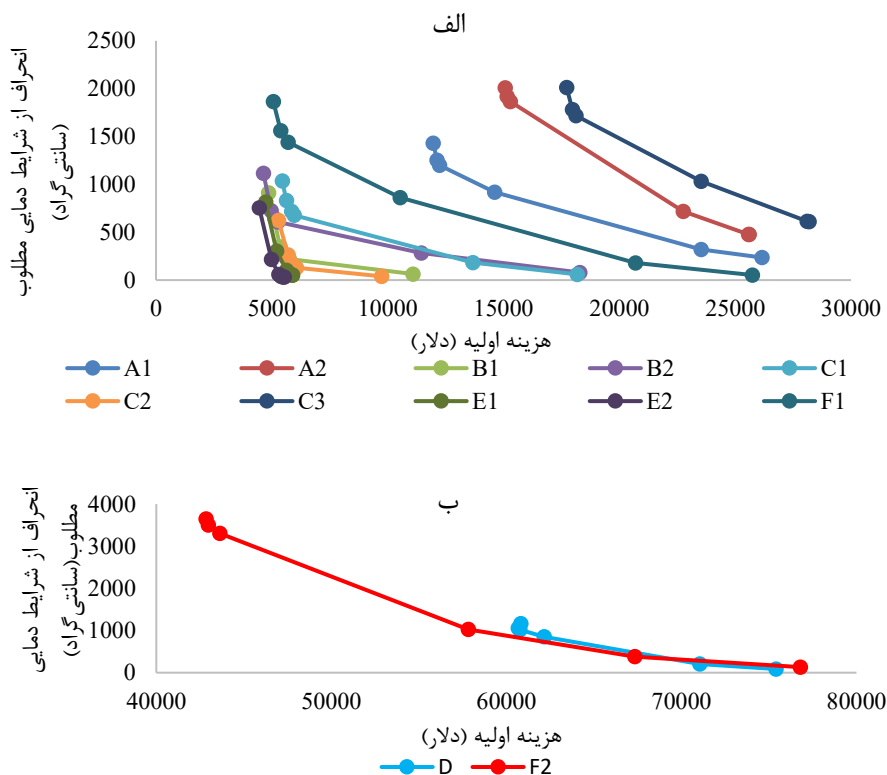 الف
انحراف از شرایط دمایی مطلوب
(سانتی گراد)
2500
2000
1500
1000
500
0
0 5000 10000 15000 20000 25000 30000
هزینه اولیه (دلار)
A1 A2 B1 B2 C1
C2 C3 E1 E2 F1
ب
انحراف از شرایط دمایی
مطلوب(سانتی گراد)
4000
3000
2000
1000
0
40000 50000 60000 70000 80000
هزینه اولیه (دلار)
D F2